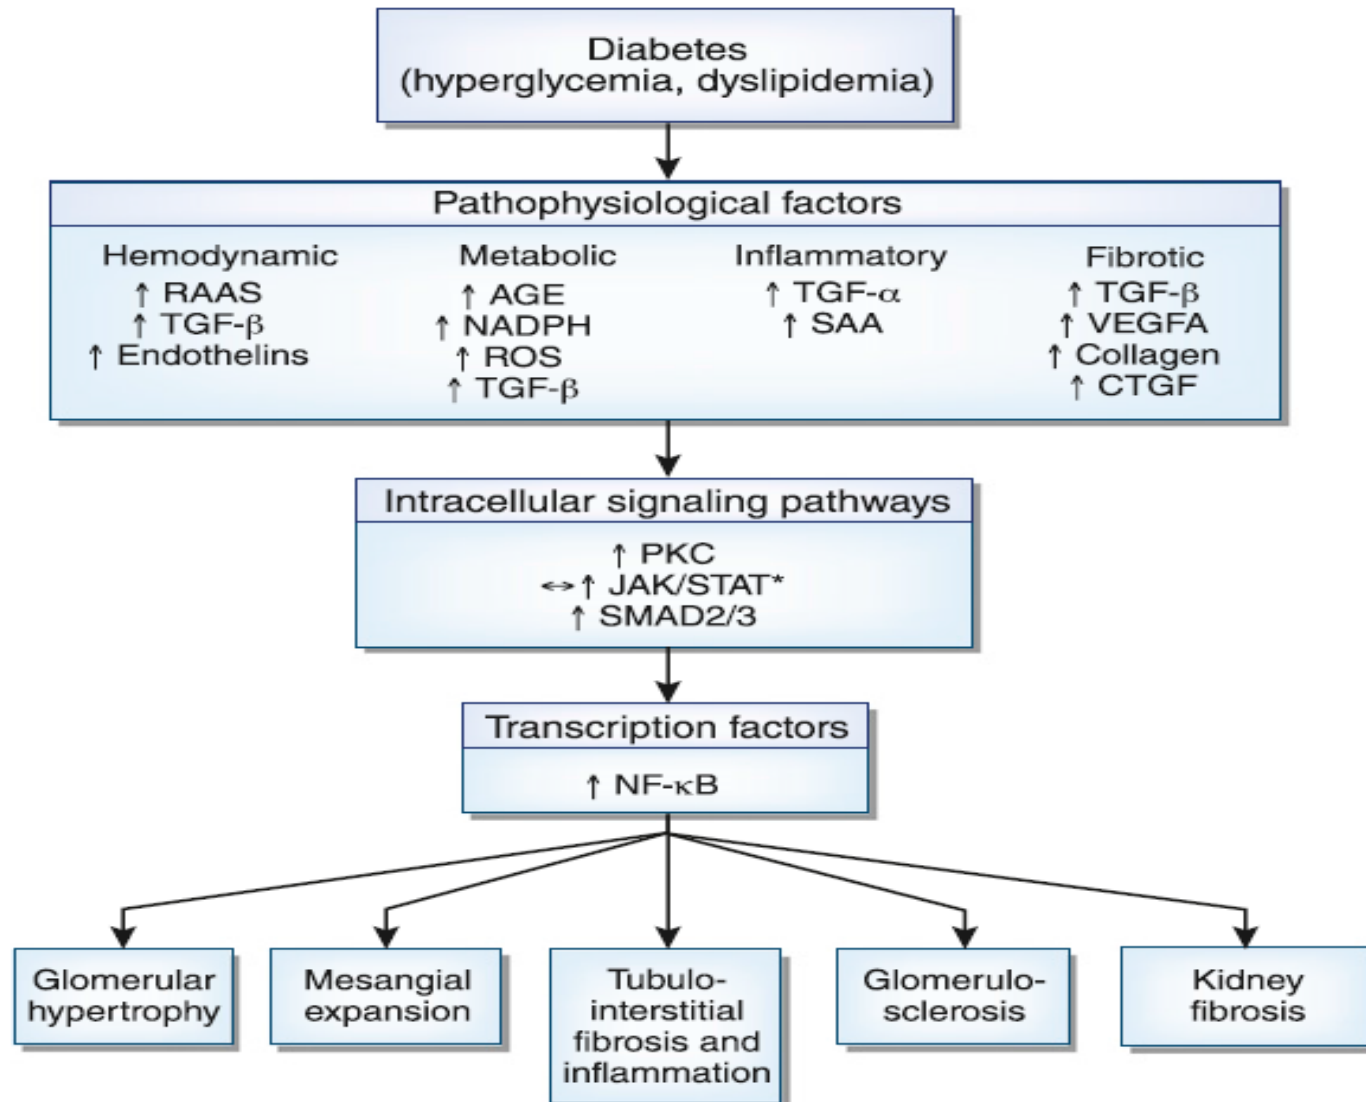 Diabetes
(hyperglycemia, dyslipidemia)
Pathophysiological factors
Hemodynamic
↑ RAAS
↑ TGF-β
↑ Endothelins
Metabolic
↑ AGE
↑ NADPH
↑ ROS
↑ TGF-β
Inflammatory
↑ TGF-α
↑ SAA
Fibrotic
↑ TGF-β
↑ VEGFA
↑ Collagen
↑ CTGF
Intracellular signaling pathways
↑ PKC
↔↑ JAK/STAT*
↑ SMAD2/3
Transcription factors
↑ NF-κB
Glomerular
hypertrophy
Mesangial
expansion
Tubulo-
interstitial
fibrosis and
inflammation
Glomerulo-
sclerosis
Kidney
fibrosis